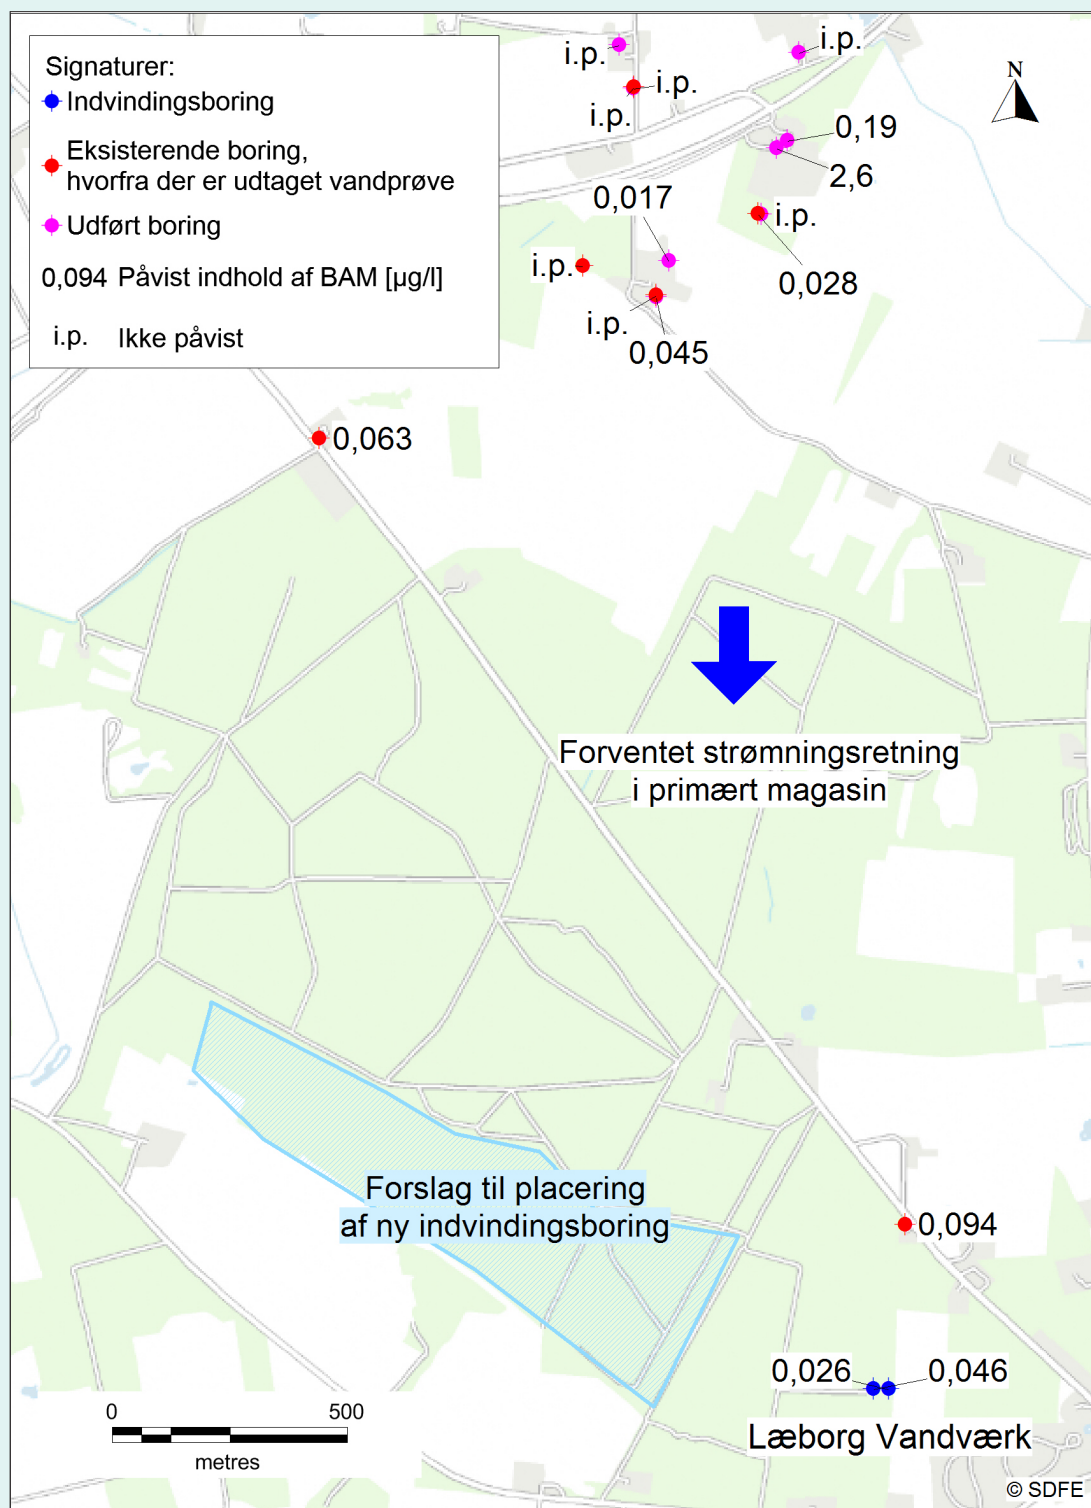 Signaturer:
Indvindingsboring
Eksisterende boring,
hvorfra der er udtaget vandprøve
Udført boring
0,094 Påvist indhold af BAM [µg/l]
i.p. Ikke påvist
i.p.
i.p.
i.p.
i.p.
N
0,19
2,6
0,017
i.p.
0,028
i.p.
i.p.
0,045
0,063
Forventet strømningsretning
i primært magasin
Forslag til placering
af ny indvindingsboring
0,094
0,026
0,046
Læborg Vandværk
0
500
metres
© SDFE